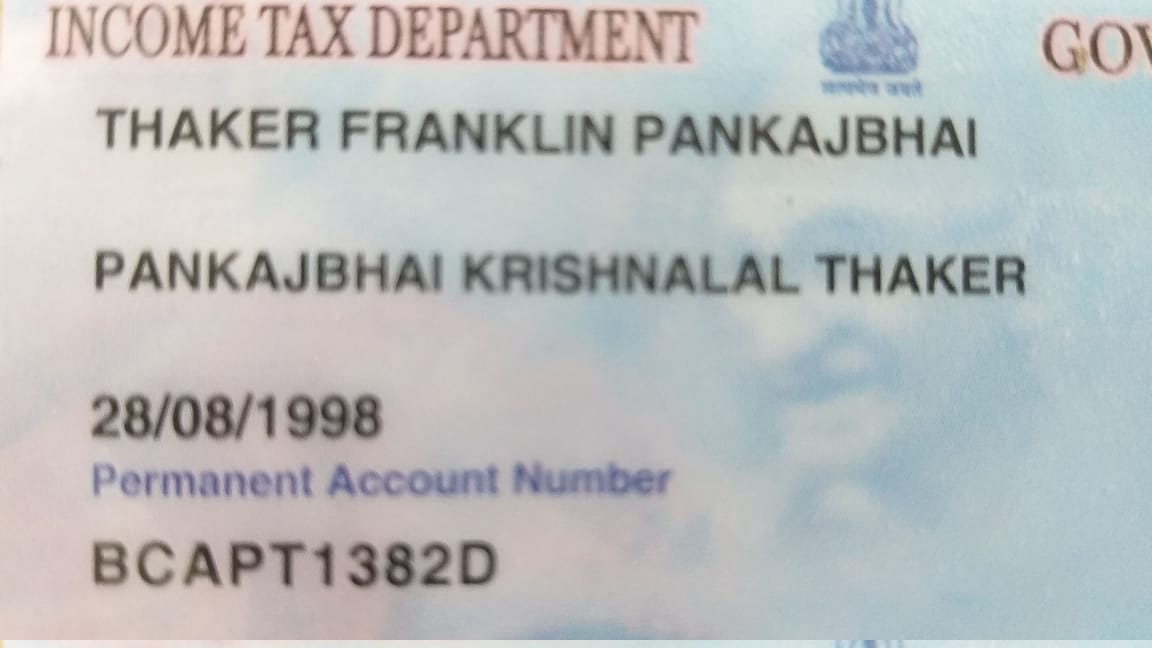 INCOME TAX DEPARTMENT GOV
THAKER FRANKLIN PANKAJBHAI
सत्यमेव जयते
PANKAJBHAI KRISHNALAL THAKER
28/08/1998
Permanent Account Number
BCAPT1382D